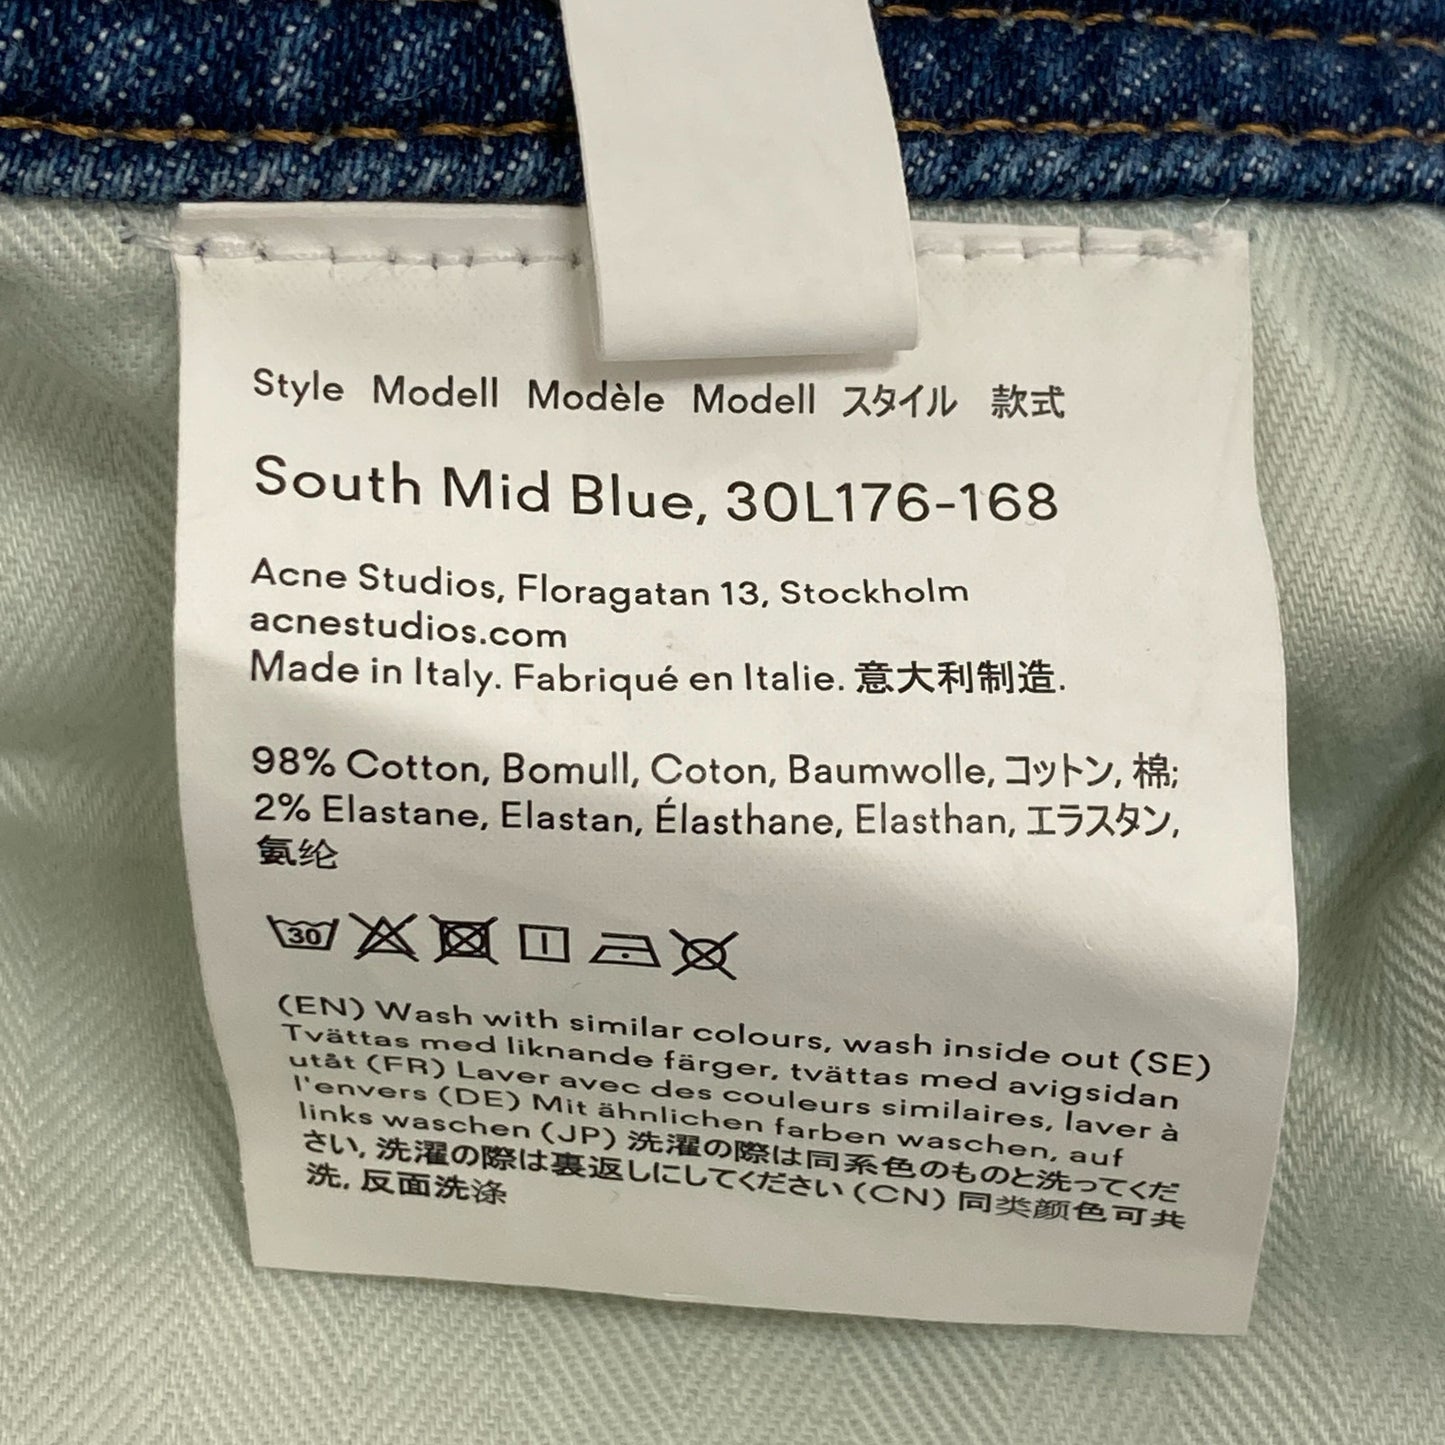 Style Modell Modèle Modell スタイル 款式
South Mid Blue, 30L176-168
Acne Studios, Floragatan 13, Stockholm
acnestudios.com
Made in Italy. Fabriqué en Italie. 意大利制造.
98% Cotton, Bomull, Coton, Baumwolle, コットン, 棉;
2% Elastane, Elastan, Élasthane, Elasthan, エラスタン,
氨纶
30
(EN) Wash with similar colours, wash inside out (SE)
Tvättas med liknande färger, tvättas med avigsidan
utåt (FR) Laver avec des couleurs similaires, laver à
l'envers (DE) Mit ähnlichen farben waschen, auf
links waschen (JP) 洗濯の際は同系色のものと洗ってくだ
さい, 洗濯の際は裏返しにしてください (CN) 同类颜色可共
洗, 反面洗涤